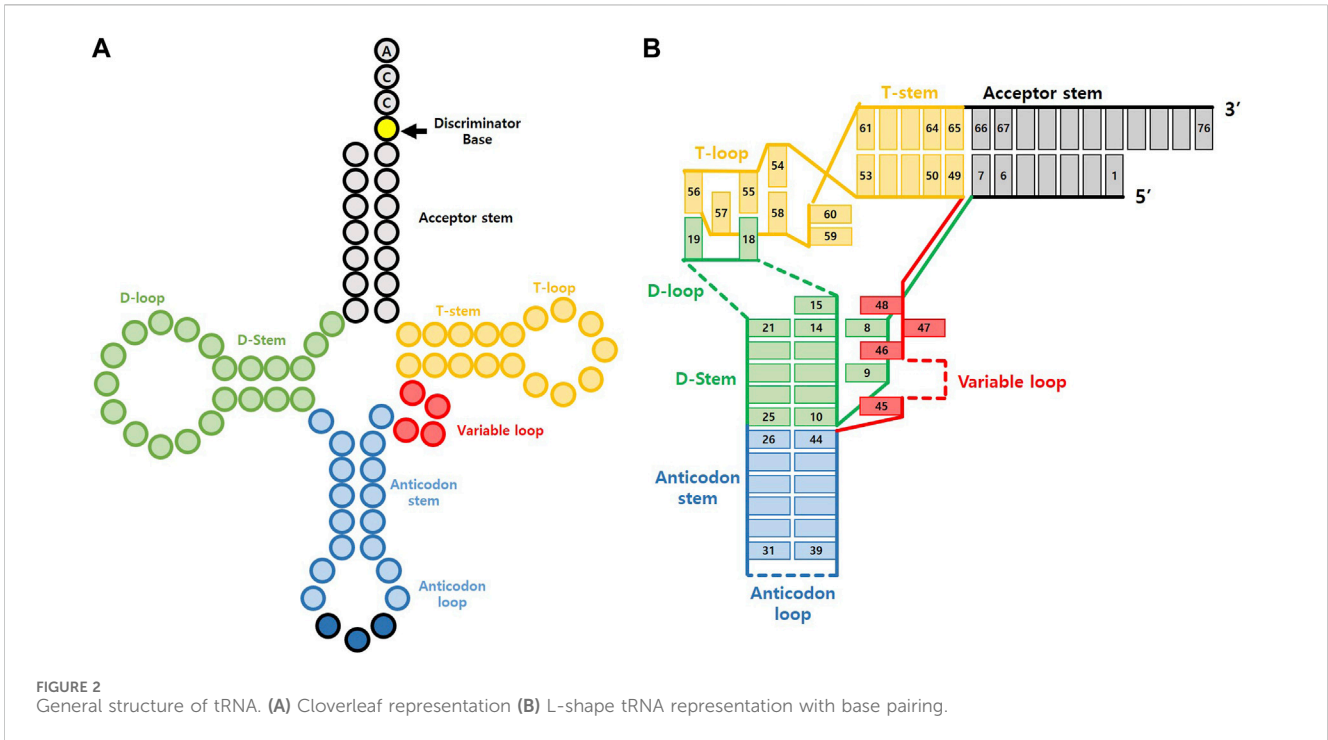 A
B
A
C
C
Discriminator
Base
Acceptor stem
D-loop
D-Stem
T-stem
T-loop
Variable loop
Anticodon
stem
Anticodon
loop
T-stem
Acceptor stem
3′
61
64
65
66
67
76
T-loop
54
53
50
49
7
6
1
5′
56
55
57
58
60
59
19
18
D-loop
15
48
21
14
8
47
46
D-Stem
9
Variable loop
45
25
10
26
44
Anticodon
stem
31
39
Anticodon
loop
FIGURE 2
General structure of tRNA. (A) Cloverleaf representation (B) L-shape tRNA representation with base pairing.